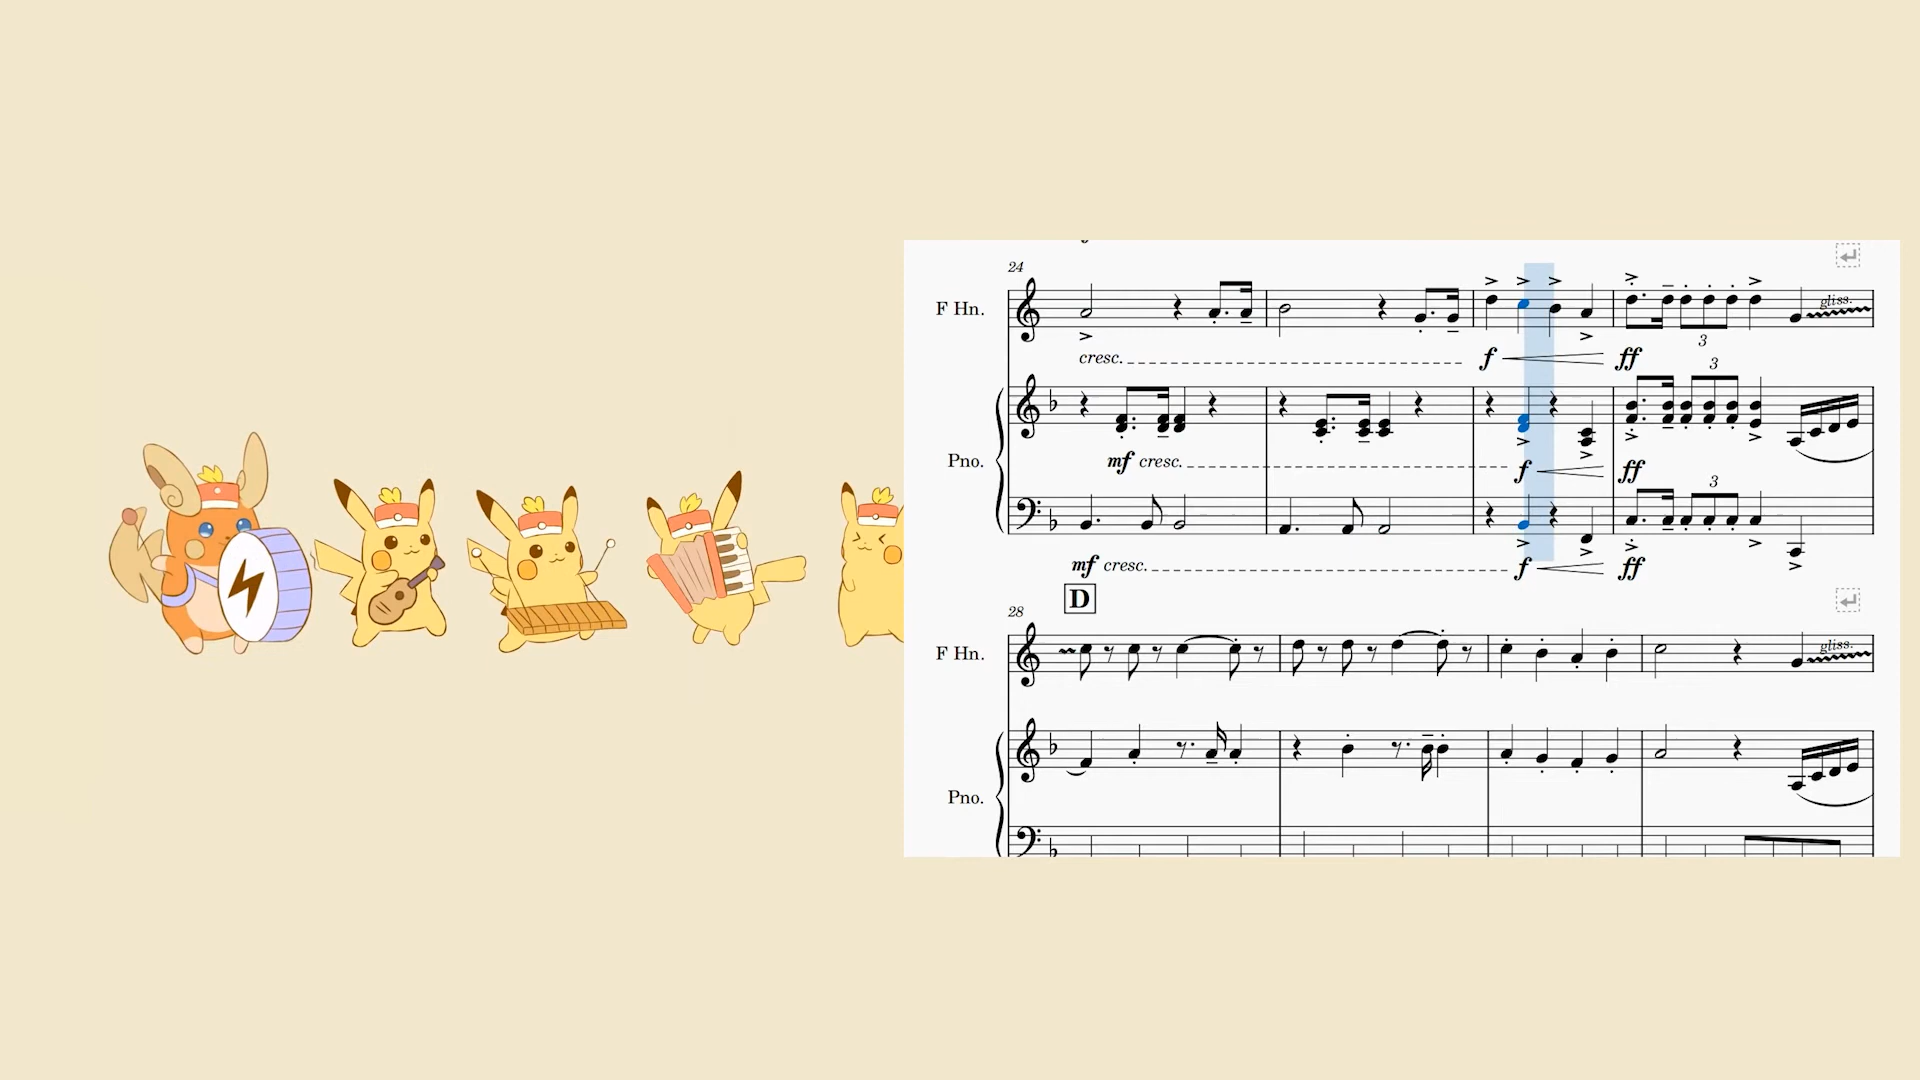 24
F Hn.
gliss.
3
cresc.
f
ff
3
Pno.
mf cresc.
f
ff
3
mf cresc.
f
ff
D
28
F Hn.
gliss.
Pno.